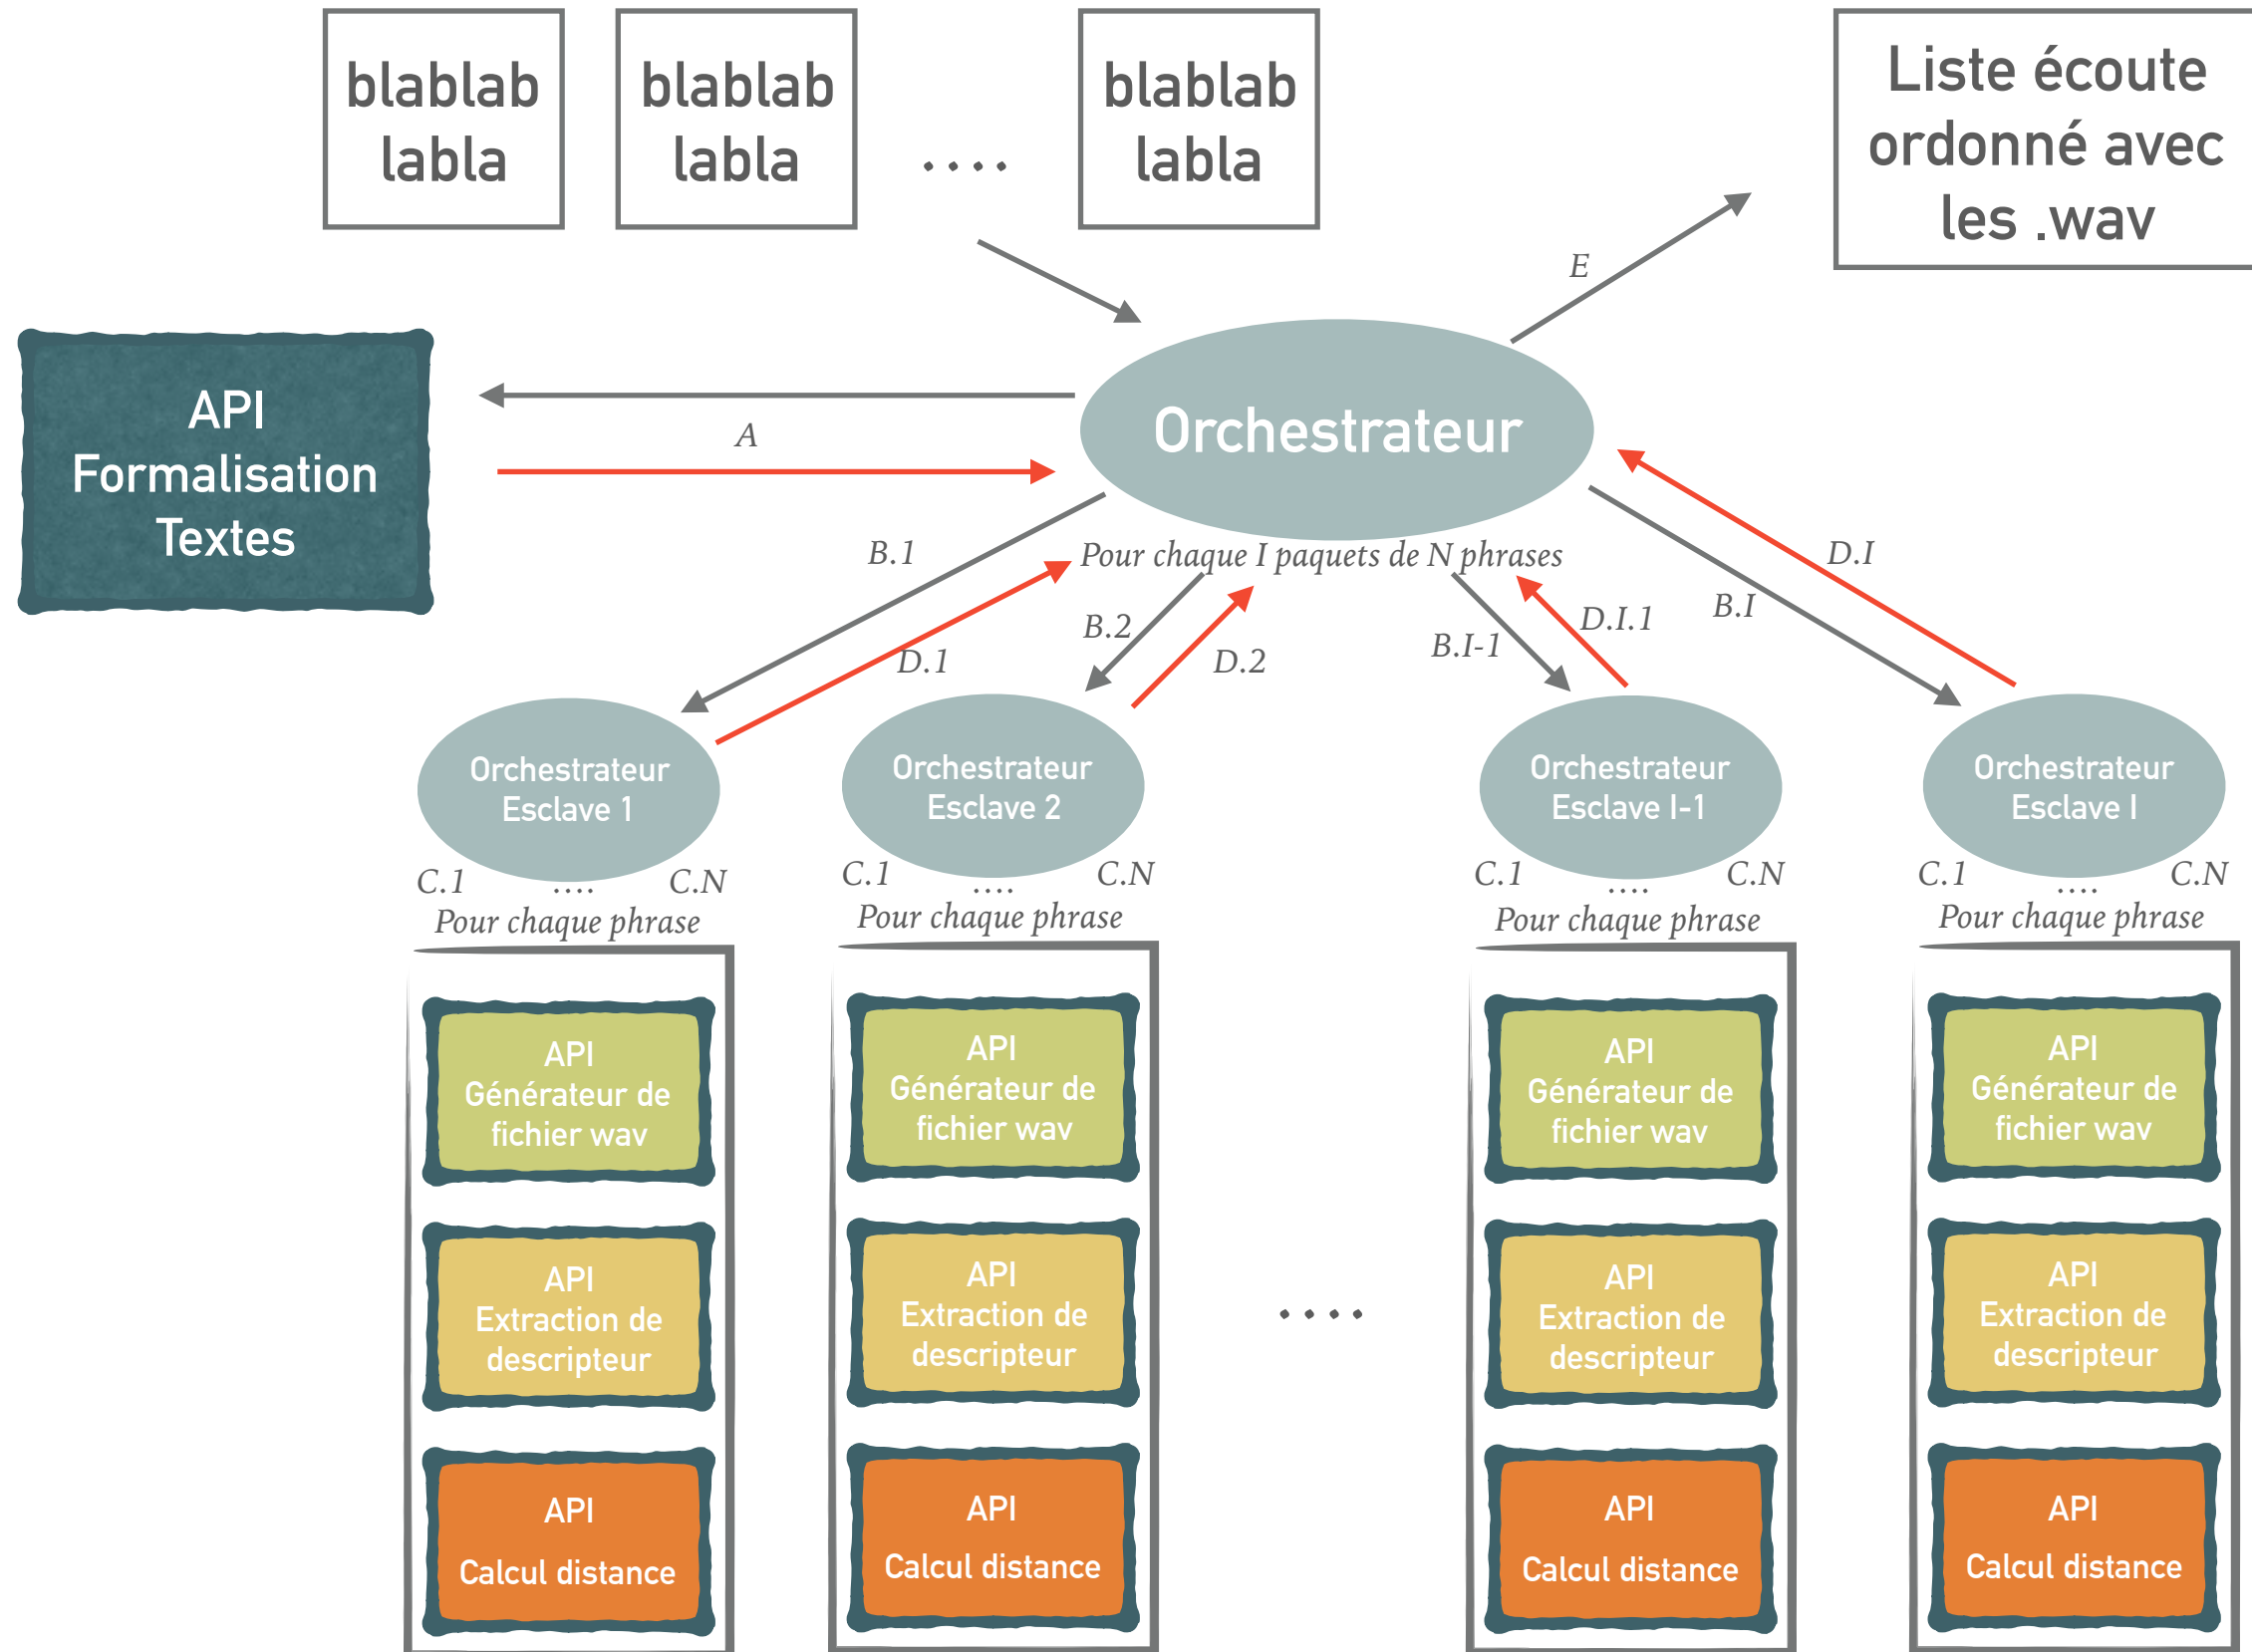 blablab
labla
blablab
labla
....
blablab
labla
Liste écoute
ordonné avec
les .wav
E
API
Formalisation
Textes
A
Orchestrateur
Pour chaque I paquets de N phrases
B.1
D.1
B.2
D.2
B.I-1
D.I.1
B.I
D.I
Orchestrateur
Esclave 1
Orchestrateur
Esclave 2
Orchestrateur
Esclave I-1
Orchestrateur
Esclave I
C.1 .... C.N
Pour chaque phrase
C.1 .... C.N
Pour chaque phrase
C.1 .... C.N
Pour chaque phrase
C.1 .... C.N
Pour chaque phrase
API
Générateur de
fichier wav
API
Générateur de
fichier wav
API
Générateur de
fichier wav
API
Générateur de
fichier wav
API
Extraction de
descripteur
API
Extraction de
descripteur
....
API
Extraction de
descripteur
API
Extraction de
descripteur
API
Calcul distance
API
Calcul distance
API
Calcul distance
API
Calcul distance